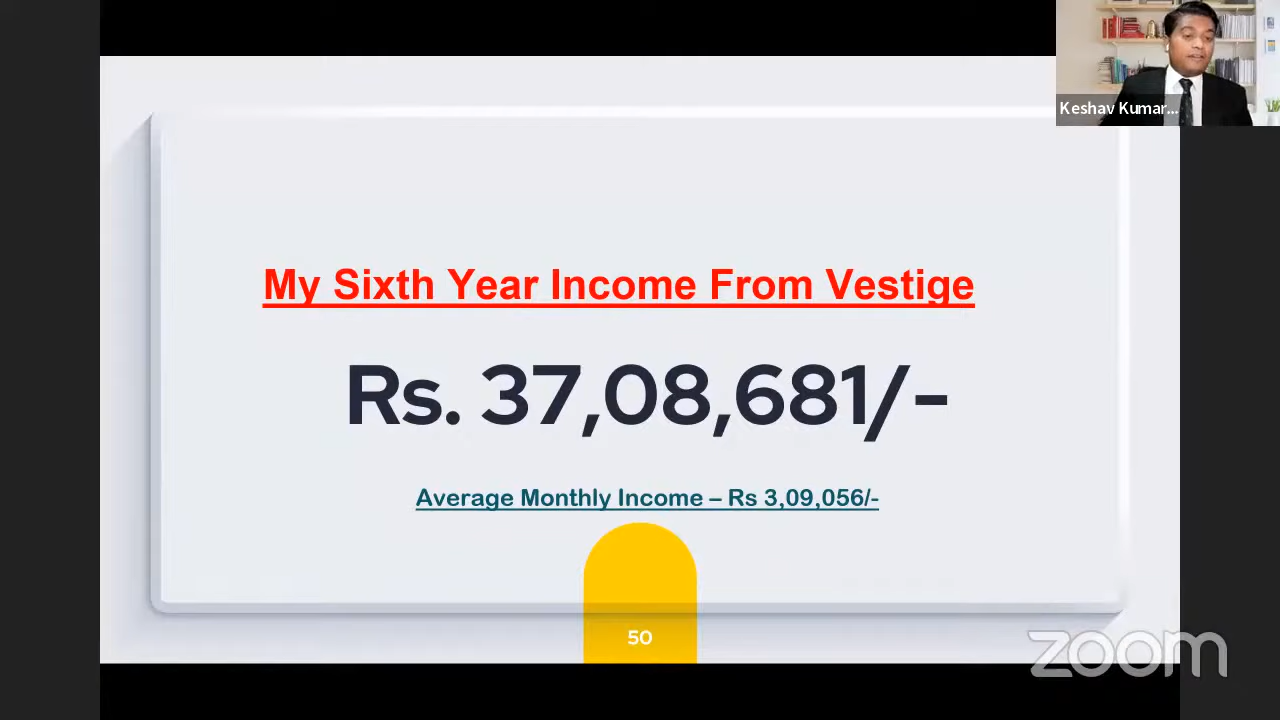 Keshav Kumar...
My Sixth Year Income From Vestige
Rs. 37,08,681/-
Average Monthly Income – Rs 3,09,056/-
50
zoom